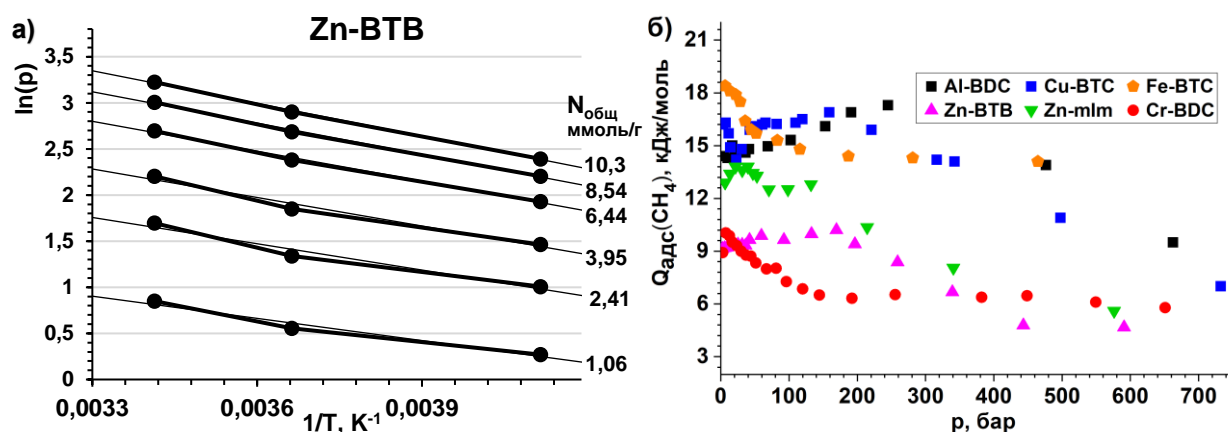 а)
Zn-BTB
ln(p)
3,5
3
2,5
2
1,5
1
0,5
0
Nобщ
ммоль/г
10,3
8,54
6,44
3,95
2,41
1,06
0,0033
0,0036
0,0039
1/T, K⁻¹
б)
Qадс(CH₄), кДж/моль
21
18
15
12
9
6
3
Al-BDC Cu-BTC Fe-BTC
Zn-BTB Zn-mIm Cr-BDC
0 100 200 300 400 500 600 700
p, бар